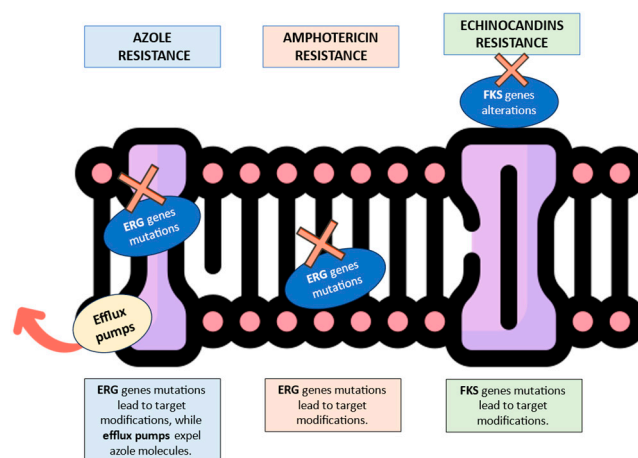 AZOLE
RESISTANCE
AMPHOTERICIN
RESISTANCE
ECHINOCANDINS
RESISTANCE
FKS genes
alterations
ERG genes
mutations
ERG genes
mutations
Efflux
pumps
ERG genes mutations
lead to target
modifications, while
efflux pumps expel
azole molecules.
ERG genes mutations
lead to target
modifications.
FKS genes mutations
lead to target
modifications.